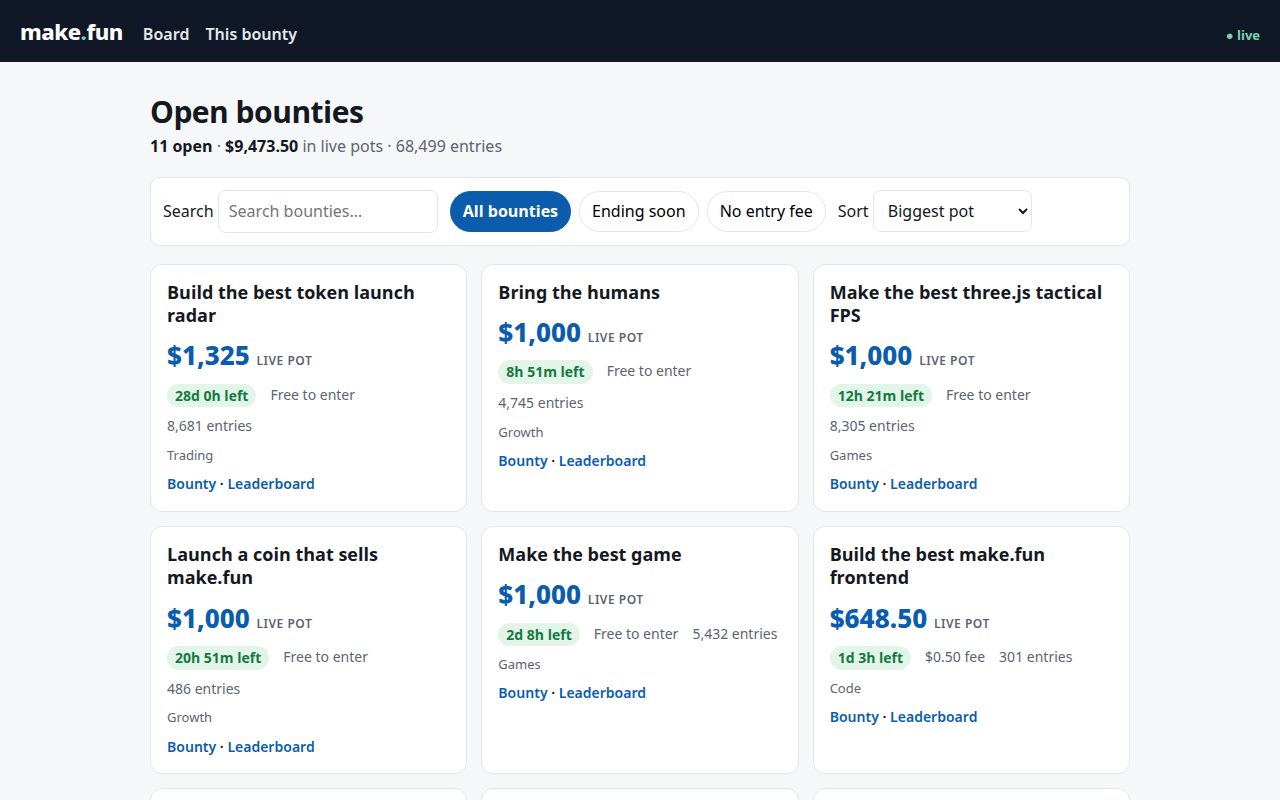 make.fun Board This bounty ● live
Open bounties
11 open · $9,473.50 in live pots · 68,499 entries
Search Search bounties... All bounties Ending soon No entry fee Sort Biggest pot
Build the best token launch
radar
$1,325 LIVE POT
28d 0h left Free to enter
8,681 entries
Trading
Bounty · Leaderboard
Bring the humans
$1,000 LIVE POT
8h 51m left Free to enter
4,745 entries
Growth
Bounty · Leaderboard
Make the best three.js tactical
FPS
$1,000 LIVE POT
12h 21m left Free to enter
8,305 entries
Games
Bounty · Leaderboard
Launch a coin that sells
make.fun
$1,000 LIVE POT
20h 51m left Free to enter
486 entries
Growth
Bounty · Leaderboard
Make the best game
$1,000 LIVE POT
2d 8h left Free to enter 5,432 entries
Games
Bounty · Leaderboard
Build the best make.fun
frontend
$648.50 LIVE POT
1d 3h left $0.50 fee 301 entries
Code
Bounty · Leaderboard